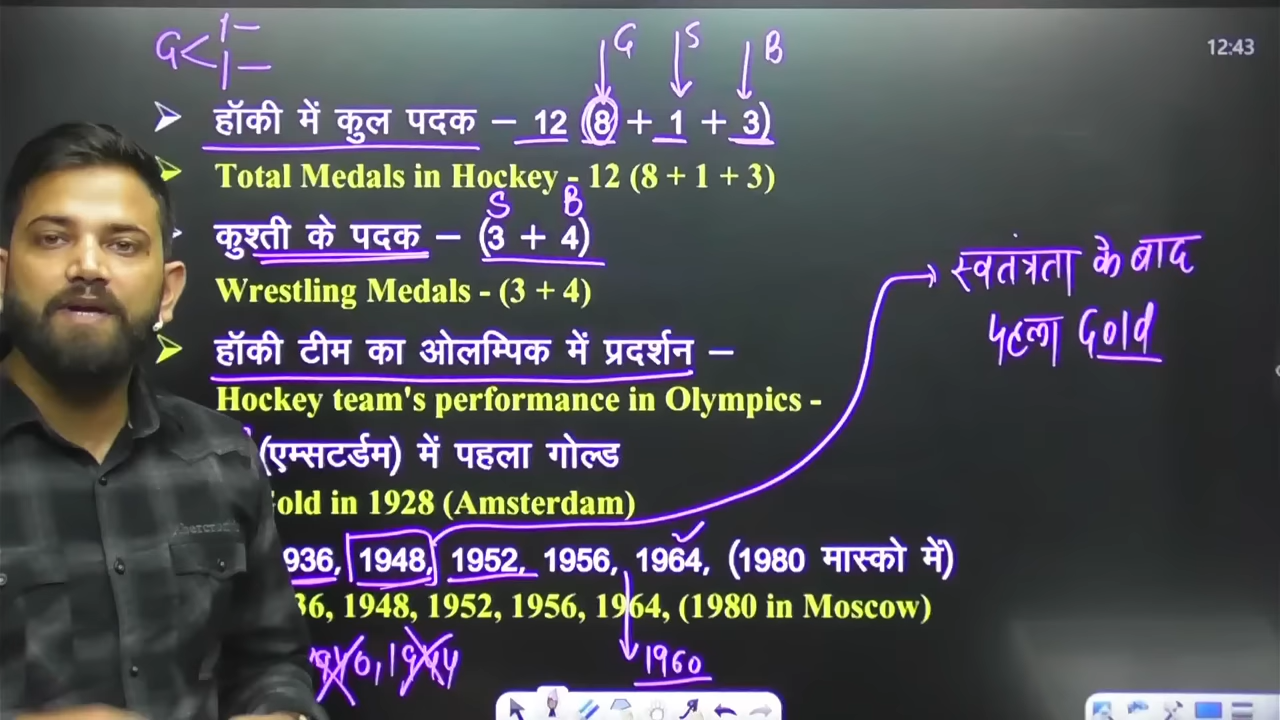 G< 1– 1–
G S B
12:43
हॉकी में कुल पदक – 12 (8 + 1 + 3)
Total Medals in Hockey - 12 (8 + 1 + 3)
S B
कुश्ती के पदक – (3 + 4)
स्वतंत्रता के बाद
Wrestling Medals - (3 + 4)
पहला Gold
हॉकी टीम का ओलम्पिक में प्रदर्शन –
Hockey team's performance in Olympics -
(एम्सटर्डम) में पहला गोल्ड
old in 1928 (Amsterdam)
936, 1948, 1952, 1956, 1964, (1980 मास्को में)
36, 1948, 1952, 1956, 1964, (1980 in Moscow)
1944
1960